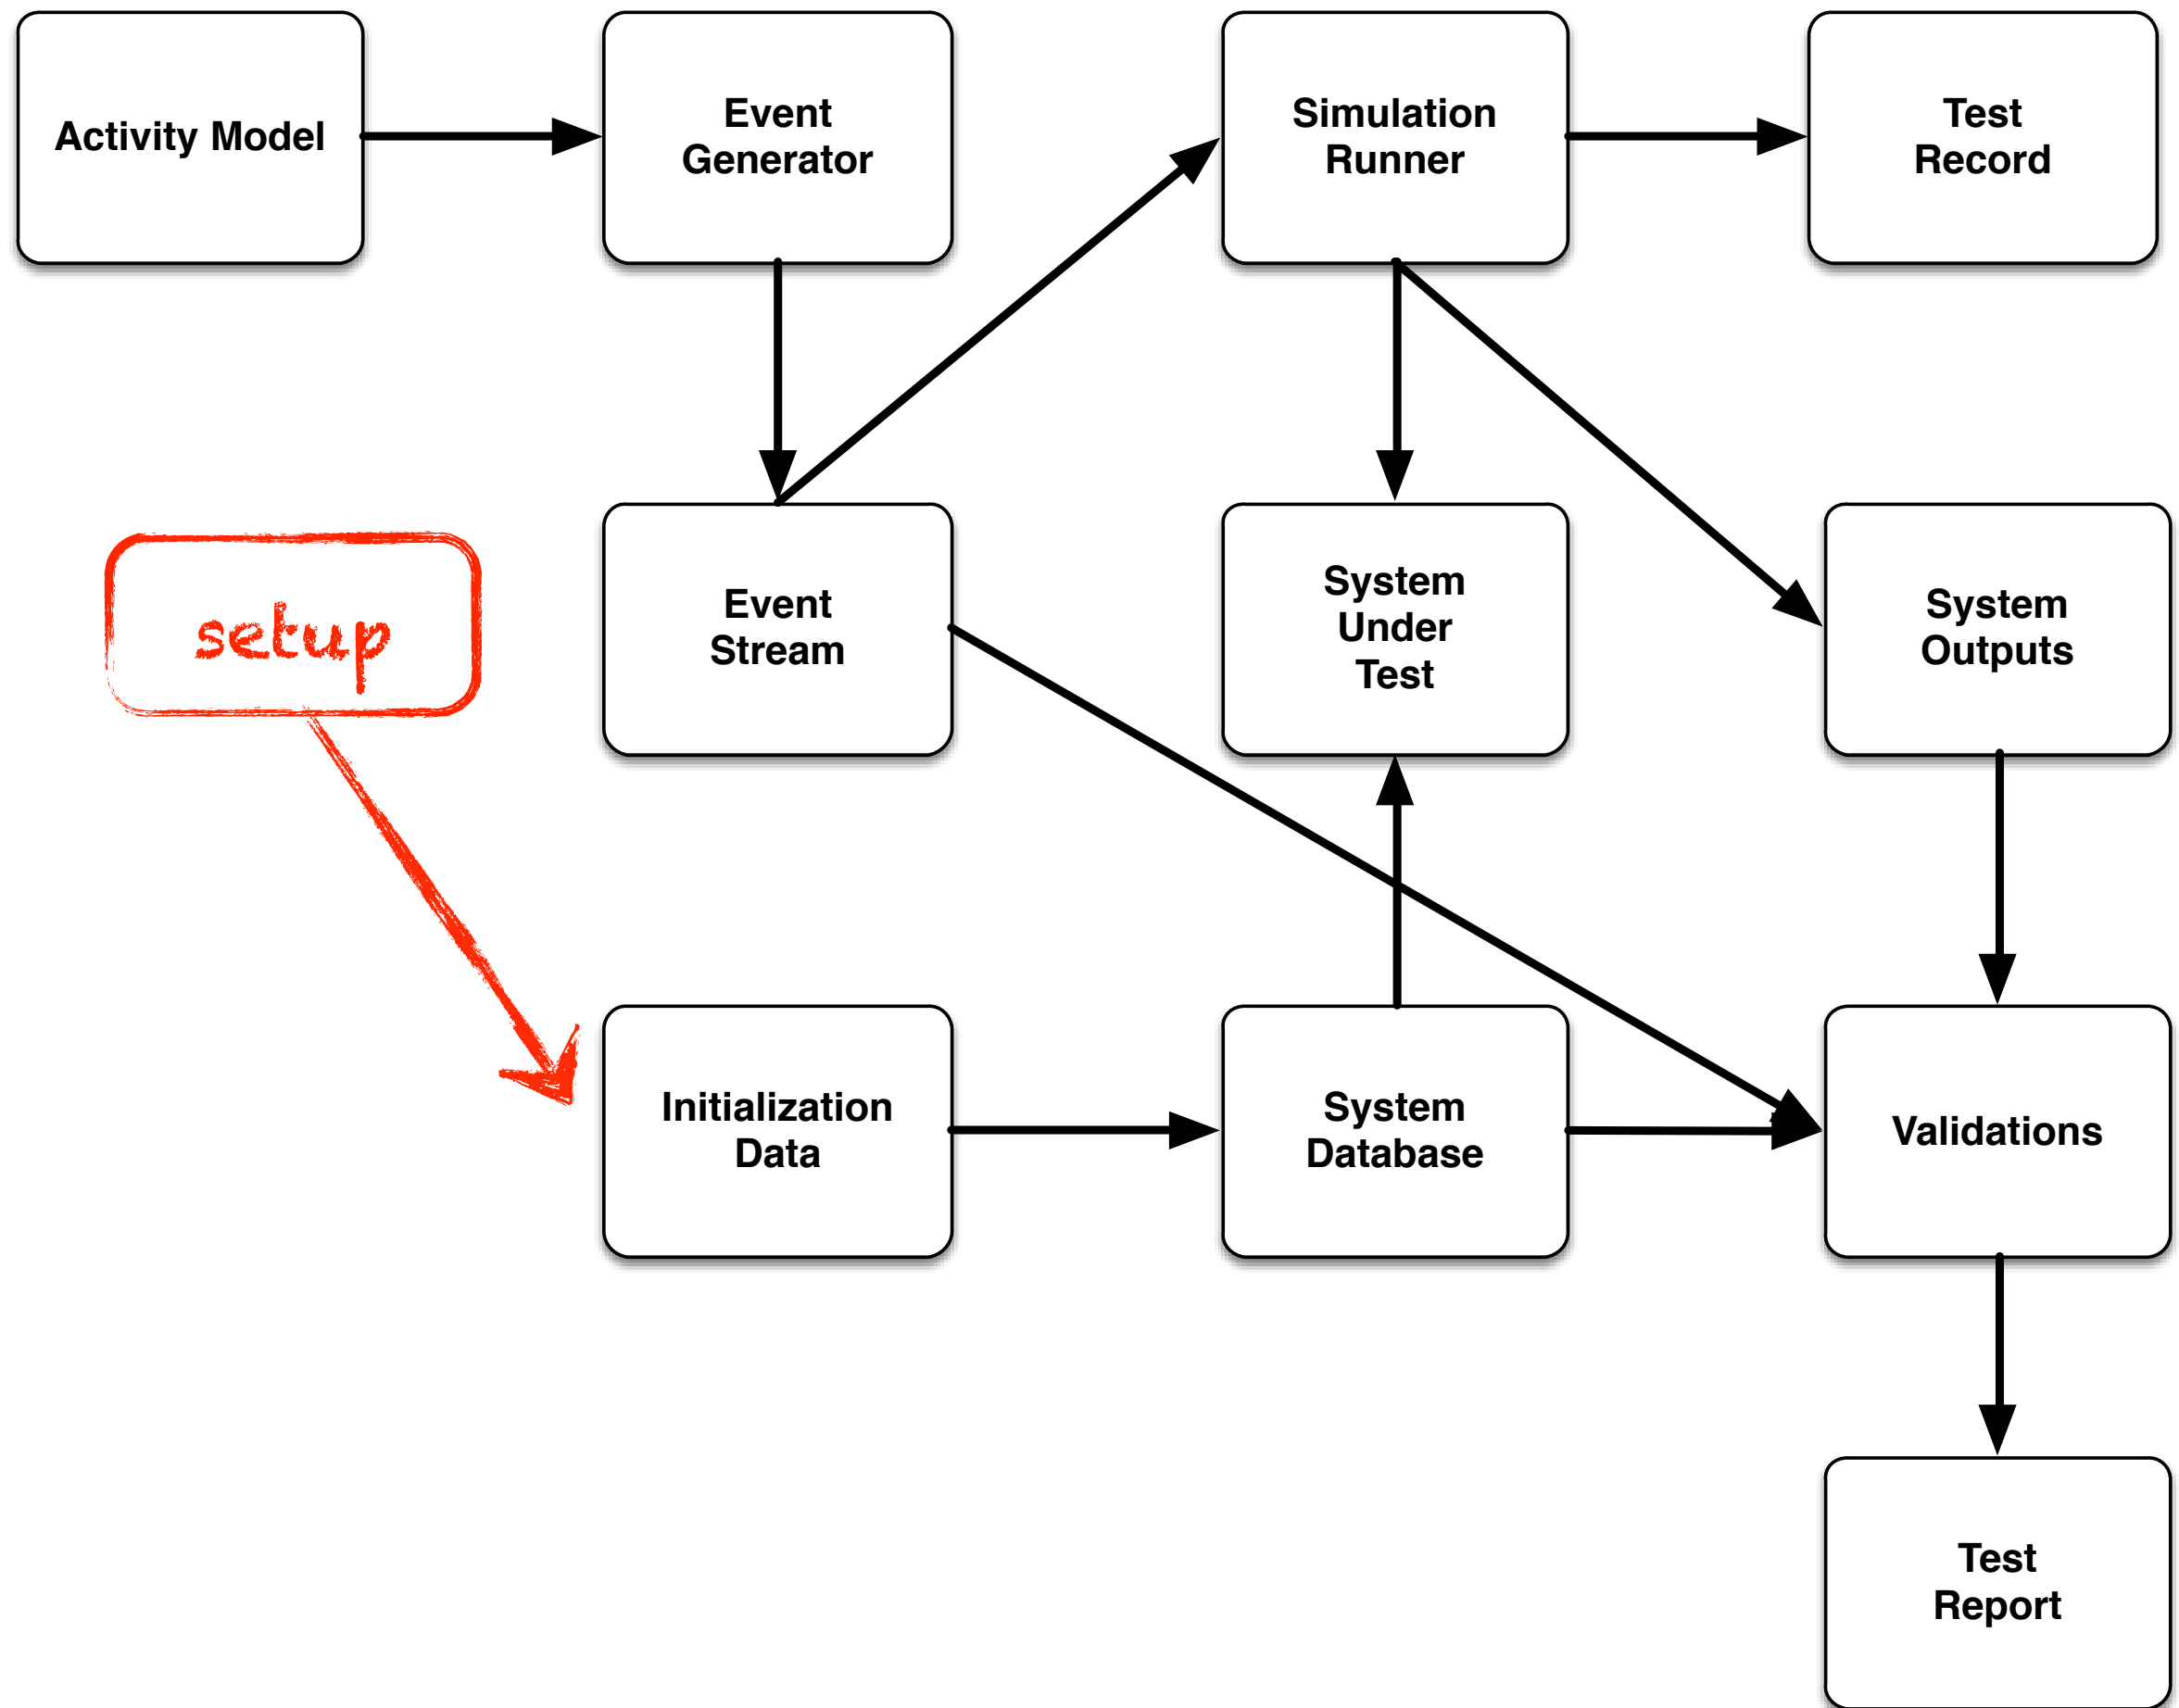 Activity Model
Event
Generator
Simulation
Runner
Test
Record
setup
Event
Stream
System
Under
Test
System
Outputs
Initialization
Data
System
Database
Validations
Test
Report